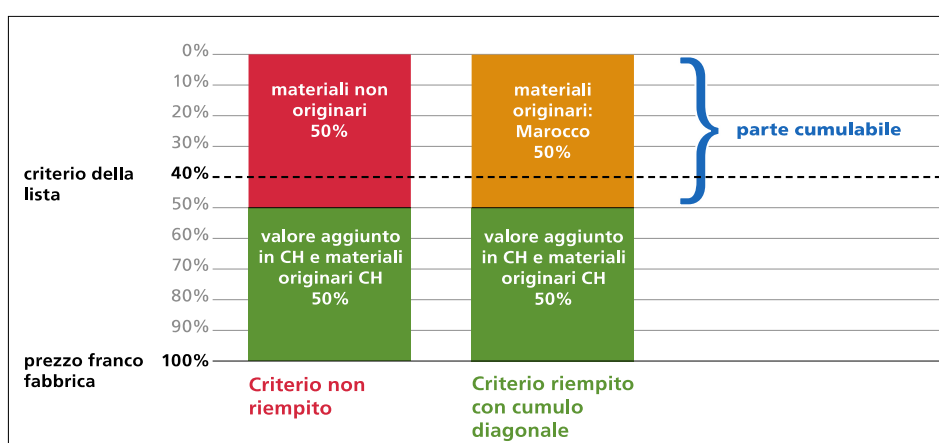 0%
10%
20%
30%
criterio della
lista
40%
50%
60%
70%
80%
90%
prezzo franco
fabbrica
100%
materiali non
originari
50%
valore aggiunto
in CH e materiali
originari CH
50%
Criterio non
riempito
materiali
originari:
Marocco
50%
valore aggiunto
in CH e materiali
originari CH
50%
Criterio riempito
con cumulo
diagonale
parte cumulabile